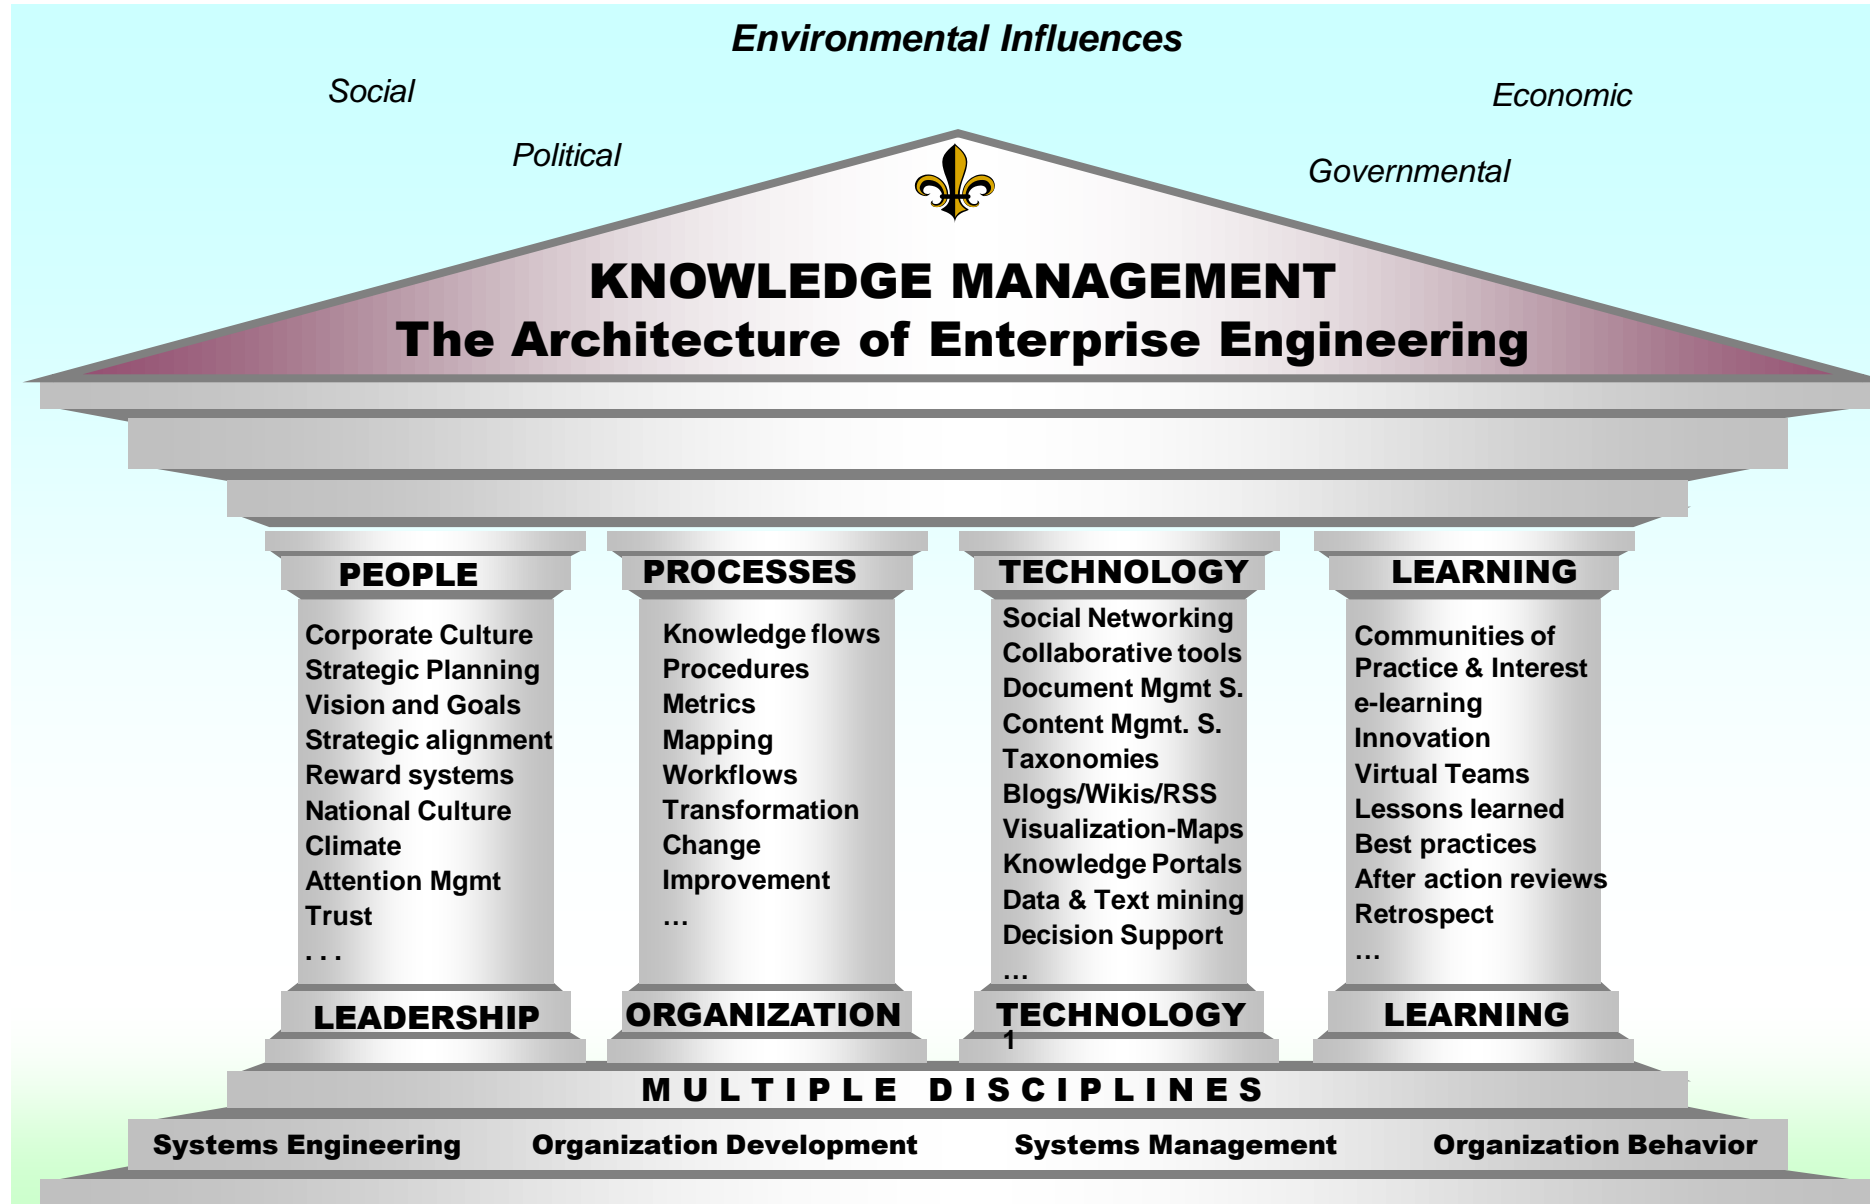 Environmental Influences
Social
Economic
Political
Governmental
KNOWLEDGE MANAGEMENT
The Architecture of Enterprise Engineering
PEOPLE
Corporate Culture
Strategic Planning
Vision and Goals
Strategic alignment
Reward systems
National Culture
Climate
Attention Mgmt
Trust
. . .
LEADERSHIP
PROCESSES
Knowledge flows
Procedures
Metrics
Mapping
Workflows
Transformation
Change
Improvement
…
ORGANIZATION
TECHNOLOGY
Social Networking
Collaborative tools
Document Mgmt S.
Content Mgmt. S.
Taxonomies
Blogs/Wikis/RSS
Visualization-Maps
Knowledge Portals
Data & Text mining
Decision Support
…
TECHNOLOGY
1
LEARNING
Communities of
Practice & Interest
e-learning
Innovation
Virtual Teams
Lessons learned
Best practices
After action reviews
Retrospect
…
LEARNING
MULTIPLE DISCIPLINES
Systems Engineering
Organization Development
Systems Management
Organization Behavior